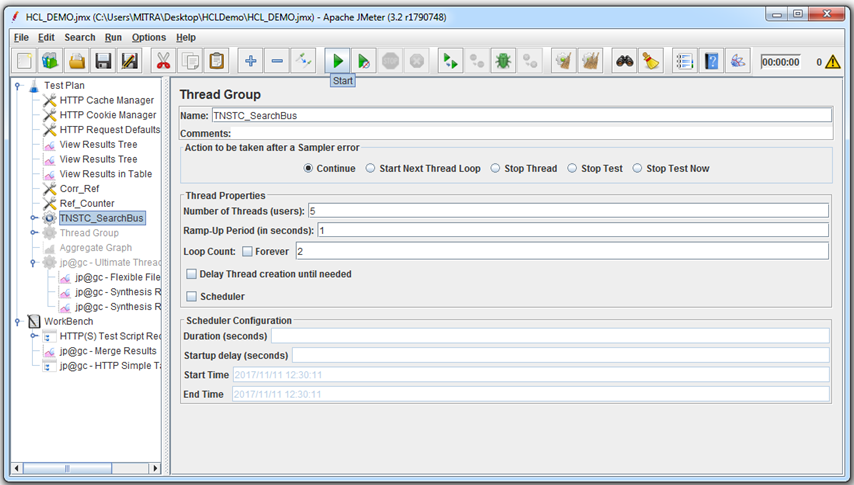 HCL_DEMO.jmx (C:\Users\MITRA\Desktop\HCLDemo\HCL_DEMO.jmx) - Apache JMeter (3.2 r1790748)
File Edit Search Run Options Help
00:00:00 0
Start
Test Plan
HTTP Cache Manager
HTTP Cookie Manager
HTTP Request Defaults
View Results Tree
View Results Tree
View Results in Table
Corr_Ref
Ref_Counter
TNSTC_SearchBus
Thread Group
Aggregate Graph
jp@gc - Ultimate Threa
jp@gc - Flexible File
jp@gc - Synthesis R
jp@gc - Synthesis R
WorkBench
HTTP(S) Test Script Rec
jp@gc - Merge Results
jp@gc - HTTP Simple Ta
Thread Group
Name: TNSTC_SearchBus
Comments:
Action to be taken after a Sampler error
Continue Start Next Thread Loop Stop Thread Stop Test Stop Test Now
Thread Properties
Number of Threads (users): 5
Ramp-Up Period (in seconds): 1
Loop Count: Forever 2
Delay Thread creation until needed
Scheduler
Scheduler Configuration
Duration (seconds)
Startup delay (seconds)
Start Time 2017/11/11 12:30:11
End Time 2017/11/11 12:30:11